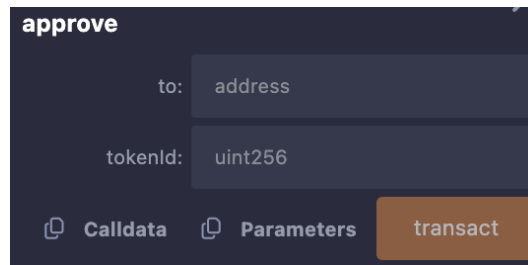 approve
to: address
tokenId: uint256
Calldata Parameters transact